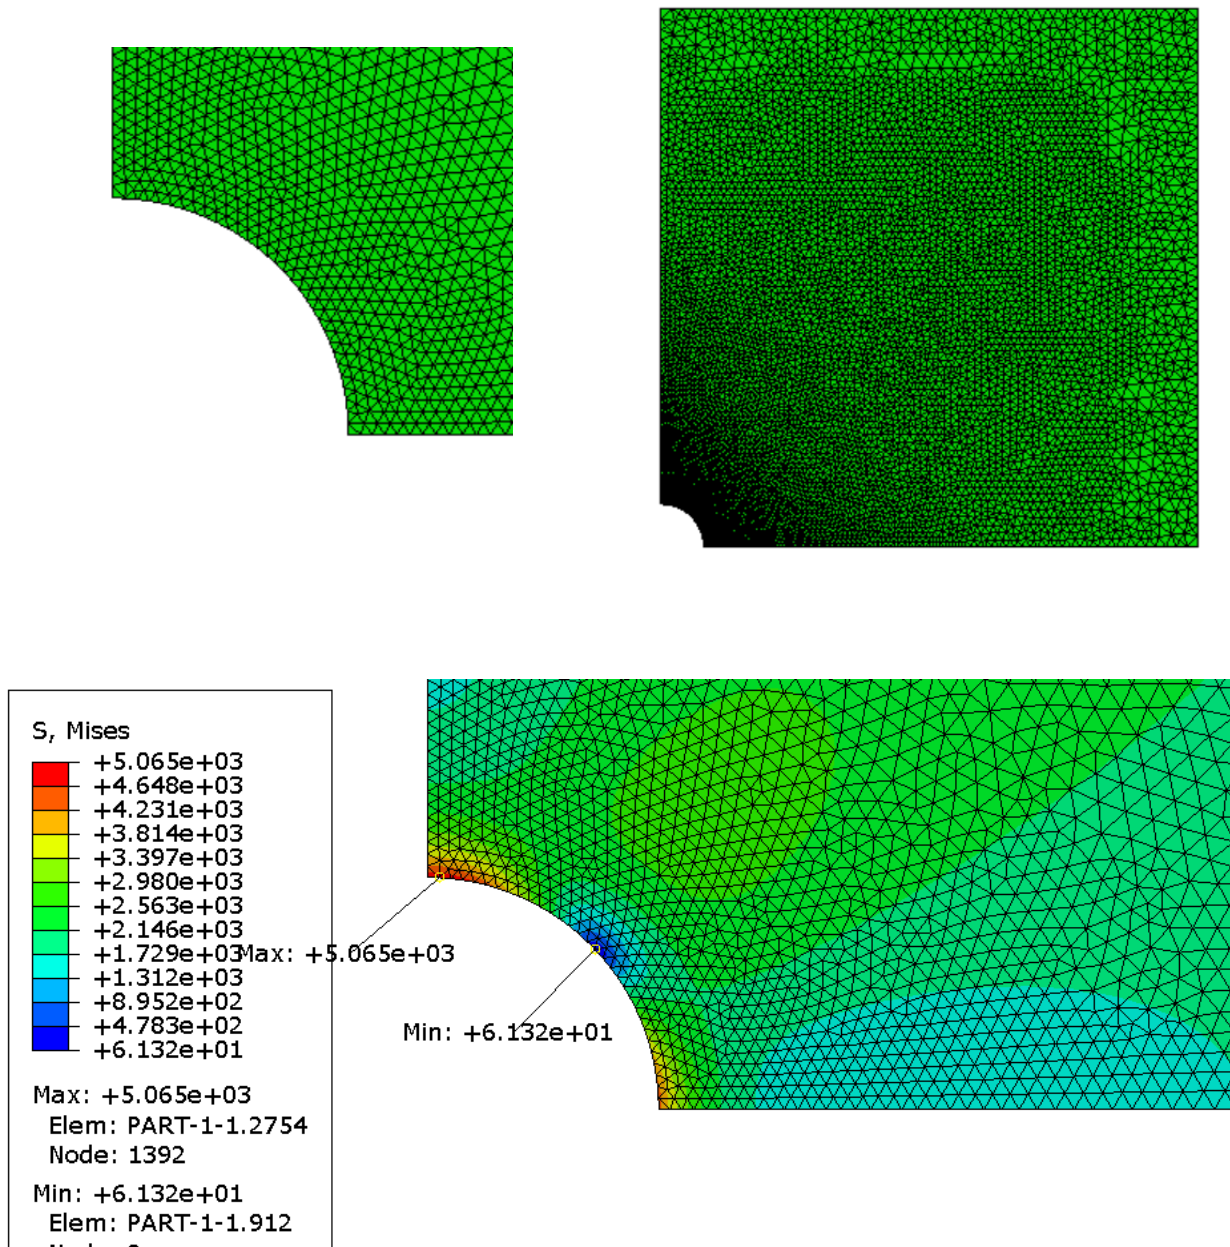 S, Mises
+5.065e+03
+4.648e+03
+4.231e+03
+3.814e+03
+3.397e+03
+2.980e+03
+2.563e+03
+2.146e+03
+1.729e+03
+1.312e+03
+8.952e+02
+4.783e+02
+6.132e+01
Max: +5.065e+03
Elem: PART-1-1.2754
Node: 1392
Min: +6.132e+01
Elem: PART-1-1.912
Max: +5.065e+03
Min: +6.132e+01